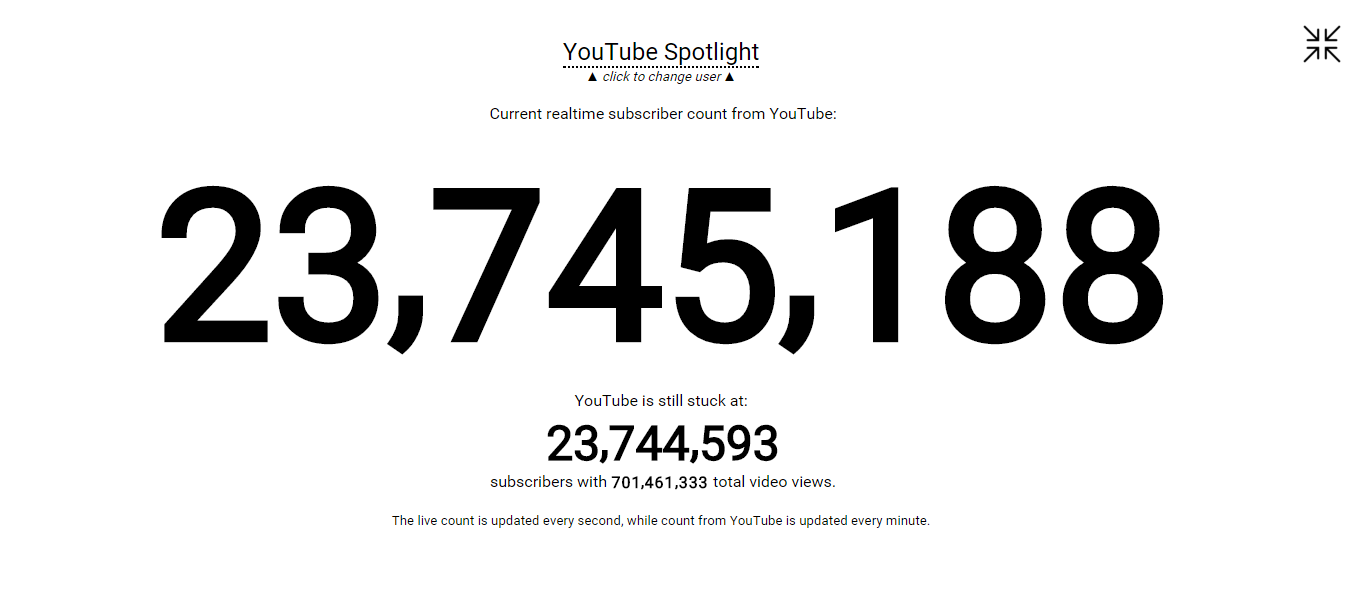 YouTube Spotlight
▲ click to change user ▲
Current realtime subscriber count from YouTube:
23,745,188
YouTube is still stuck at:
23,744,593
subscribers with 701,461,333 total video views.
The live count is updated every second, while count from YouTube is updated every minute.